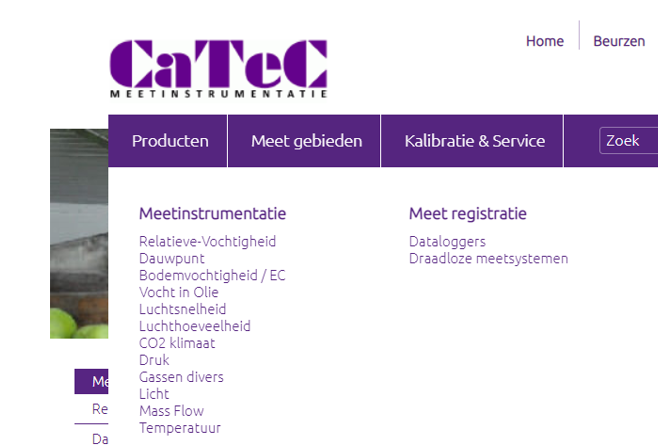 Home
Beurzen
CaTeC
MEETINSTRUMENTATIE
Producten
Meet gebieden
Kalibratie & Service
Zoek
Meetinstrumentatie
Relatieve-Vochtigheid
Dauwpunt
Bodemvochtigheid / EC
Vocht in Olie
Luchtsnelheid
Luchthoeveelheid
CO2 klimaat
Druk
Gassen divers
Licht
Mass Flow
Temperatuur
Meet registratie
Dataloggers
Draadloze meetsystemen
Me
Re
Da